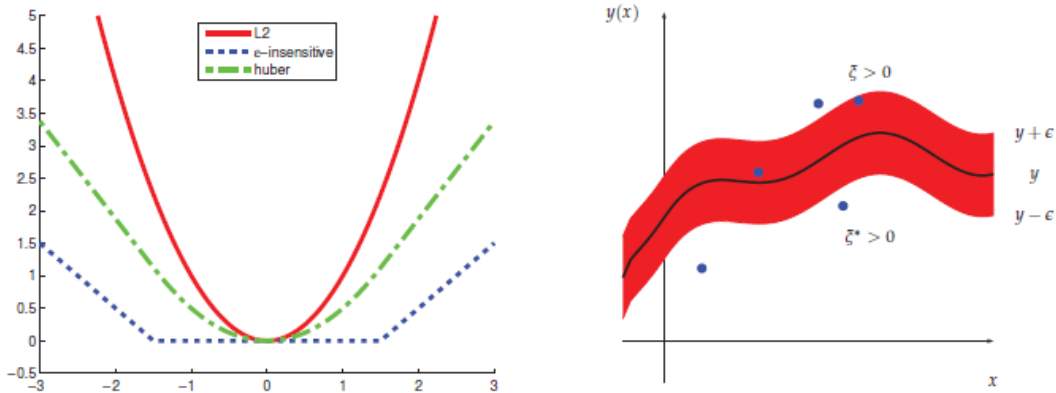 5
4.5
4
3.5
3
2.5
2
1.5
1
0.5
0
−0.5
−3
−2
−1
0
1
2
3
L2
ε−insensitive
huber
y(x)
ξ > 0
y + ϵ
y
y − ϵ
ξ* > 0
x